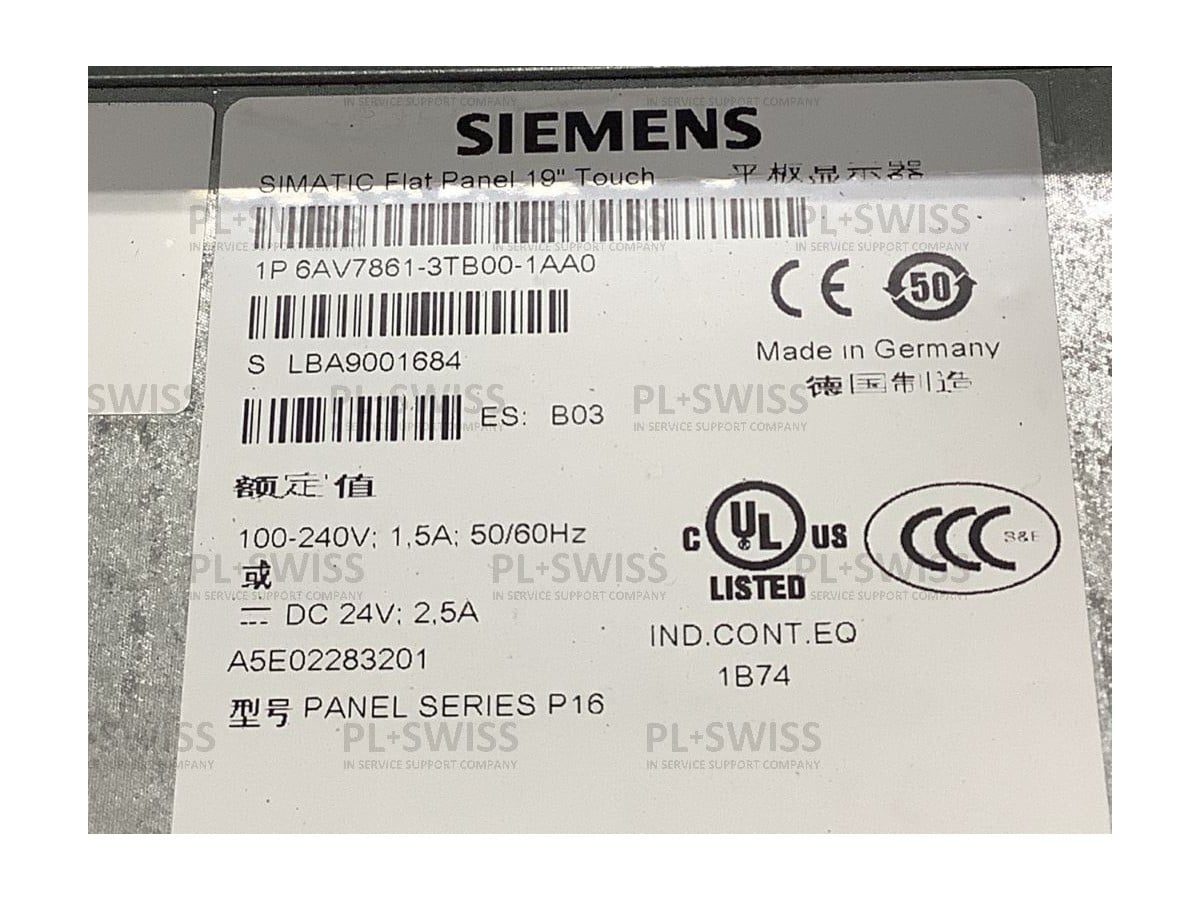 SIEMENS
SIMATIC Flat Panel 19" Touch 平板显示器
1P 6AV7861-3TB00-1AA0
CE 50
S LBA9001684
Made in Germany
德国制造
ES: B03
额定值
100-240V; 1,5A; 50/60Hz
或
DC 24V; 2,5A
A5E02283201
型号 PANEL SERIES P16
C UL US
LISTED
CCC S&E
IND.CONT.EQ
1B74
PL+SWISS
IN SERVICE SUPPORT COMPANY